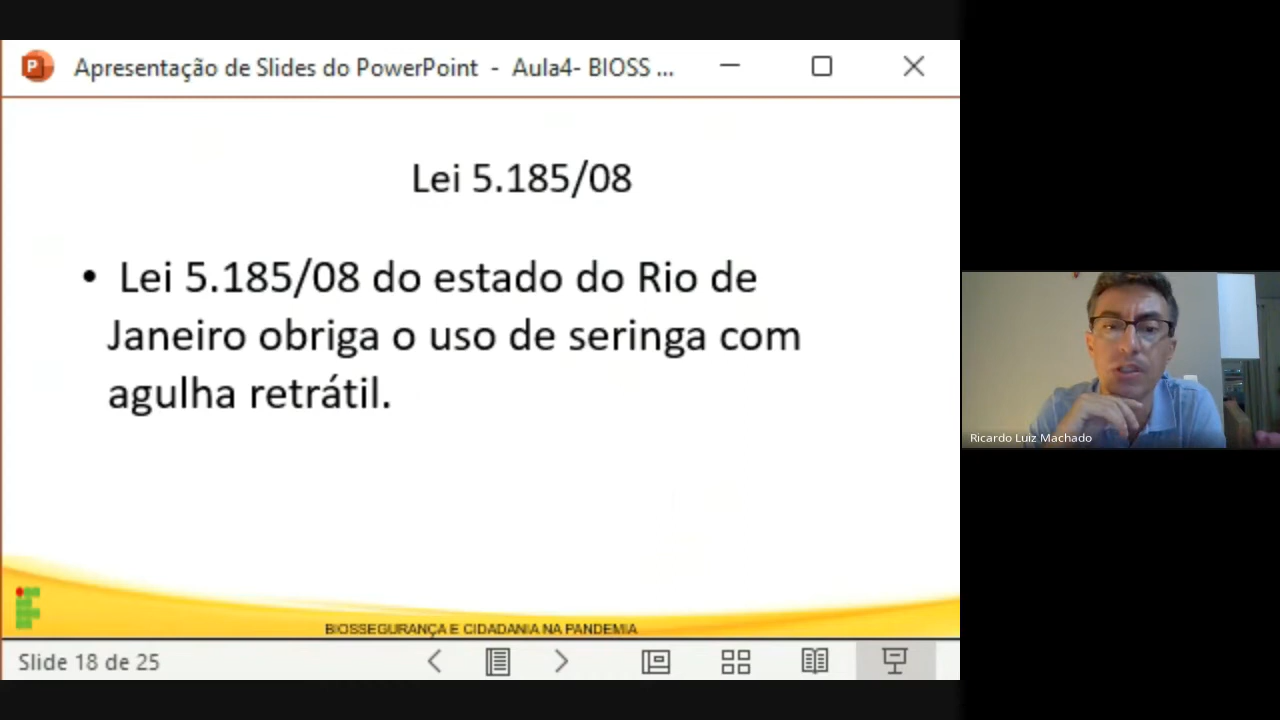 Apresentação de Slides do PowerPoint - Aula4- BIOSS ...
Lei 5.185/08
• Lei 5.185/08 do estado do Rio de
Janeiro obriga o uso de seringa com
agulha retrátil.
Ricardo Luiz Machado
BIOSSEGURANÇA E CIDADANIA NA PANDEMIA
Slide 18 de 25